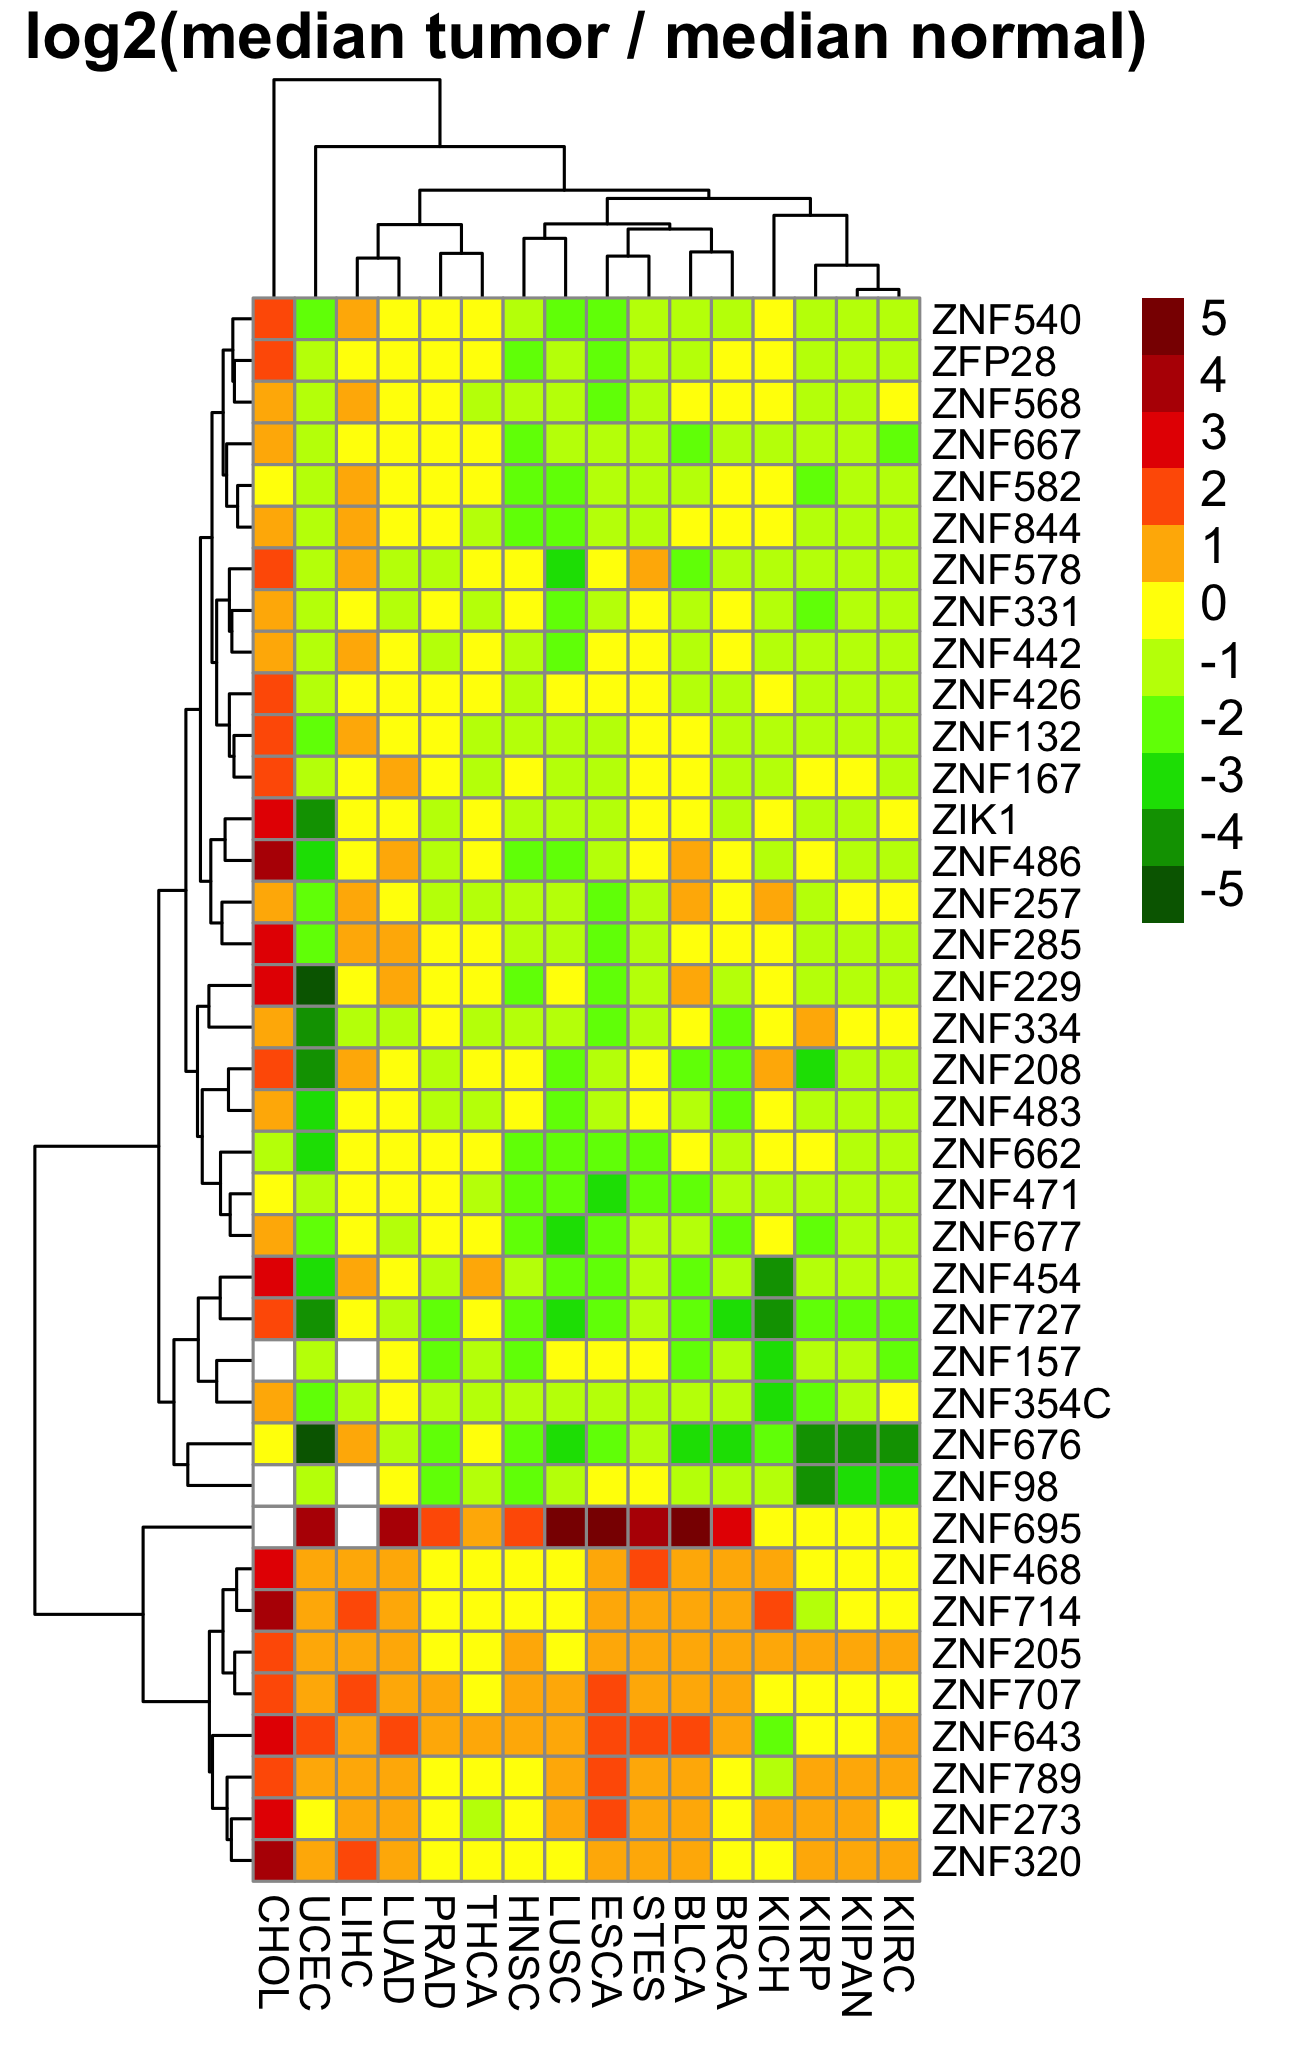 log2(median tumor / median normal)
ZNF540
ZFP28
ZNF568
ZNF667
ZNF582
ZNF844
ZNF578
ZNF331
ZNF442
ZNF426
ZNF132
ZNF167
ZIK1
ZNF486
ZNF257
ZNF285
ZNF229
ZNF334
ZNF208
ZNF483
ZNF662
ZNF471
ZNF677
ZNF454
ZNF727
ZNF157
ZNF354C
ZNF676
ZNF98
ZNF695
ZNF468
ZNF714
ZNF205
ZNF707
ZNF643
ZNF789
ZNF273
ZNF320
5
4
3
2
1
0
-1
-2
-3
-4
-5
CHOL
UCEC
LIHC
LUAD
PRAD
THCA
HNSC
LUSC
ESCA
STES
BLCA
BRCA
KICH
KIRP
KIPAN
KIRC